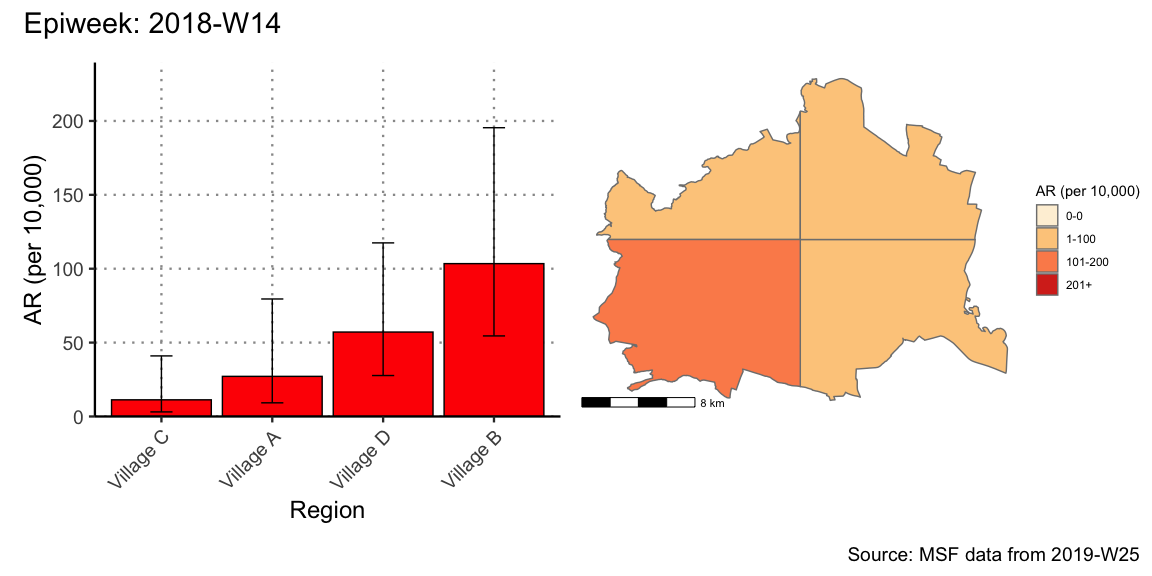 Epiweek: 2018-W14
AR (per 10,000)
200
150
100
50
0
Village C
Village A
Village D
Village B
Region
8 km
AR (per 10,000)
0-0
1-100
101-200
201+
Source: MSF data from 2019-W25